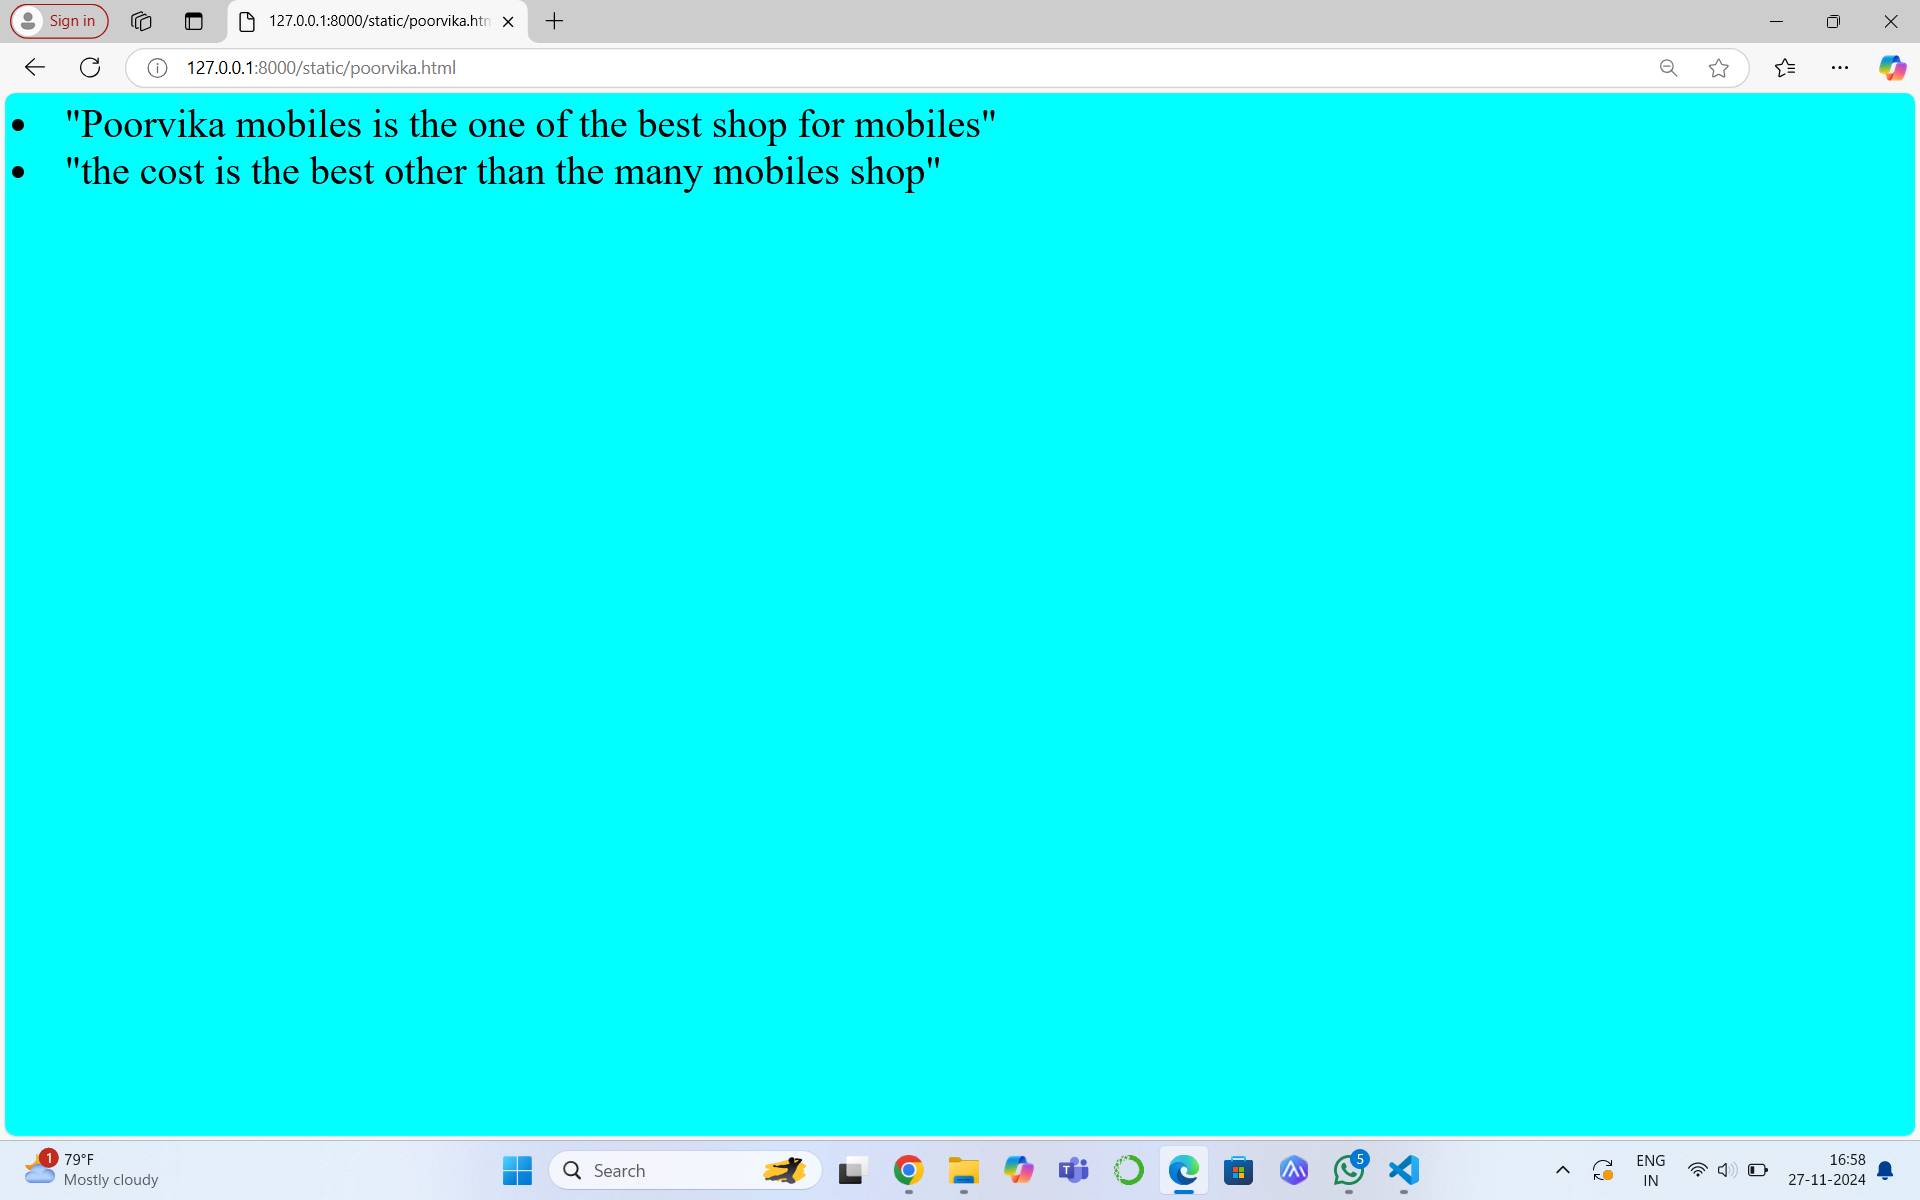 Sign in
127.0.0.1:8000/static/poorvika.htm
127.0.0.1:8000/static/poorvika.html
• "Poorvika mobiles is the one of the best shop for mobiles"
• "the cost is the best other than the many mobiles shop"
1
79°F
Mostly cloudy
Search
T
5
ENG
IN
16:58
27-11-2024